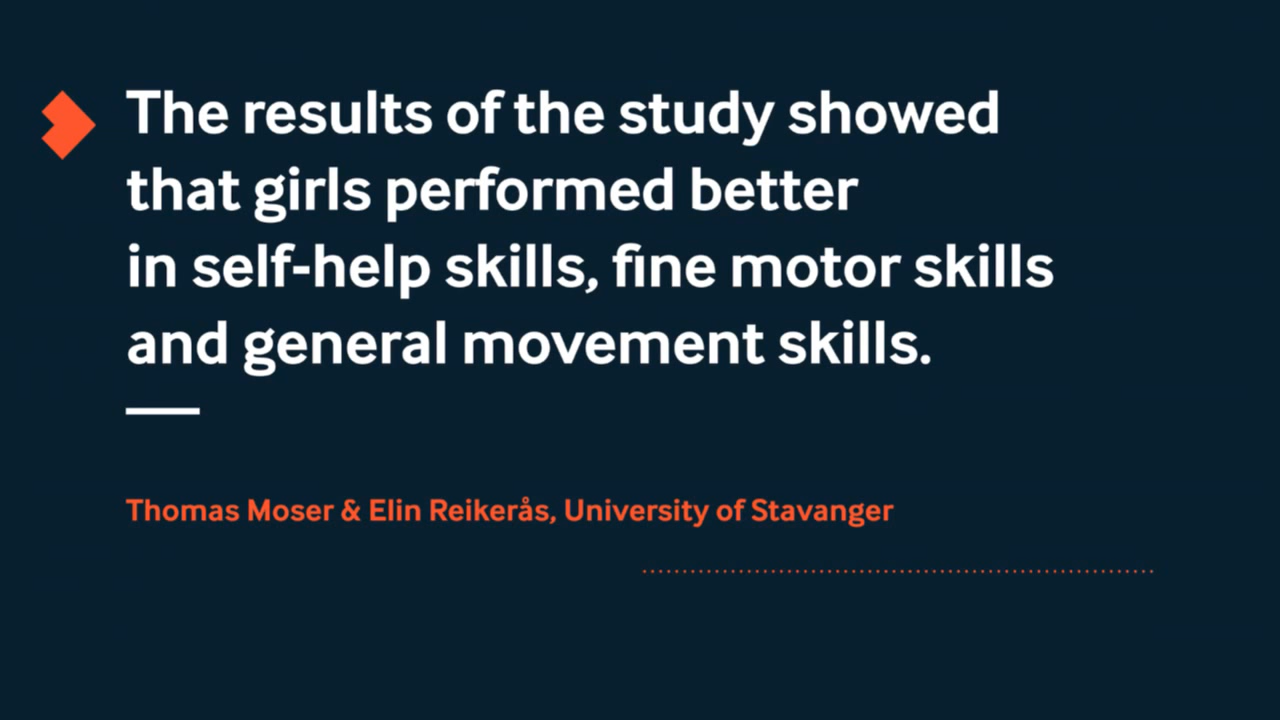 The results of the study showed
that girls performed better
in self-help skills, fine motor skills
and general movement skills.
Thomas Moser & Elin Reikerås, University of Stavanger